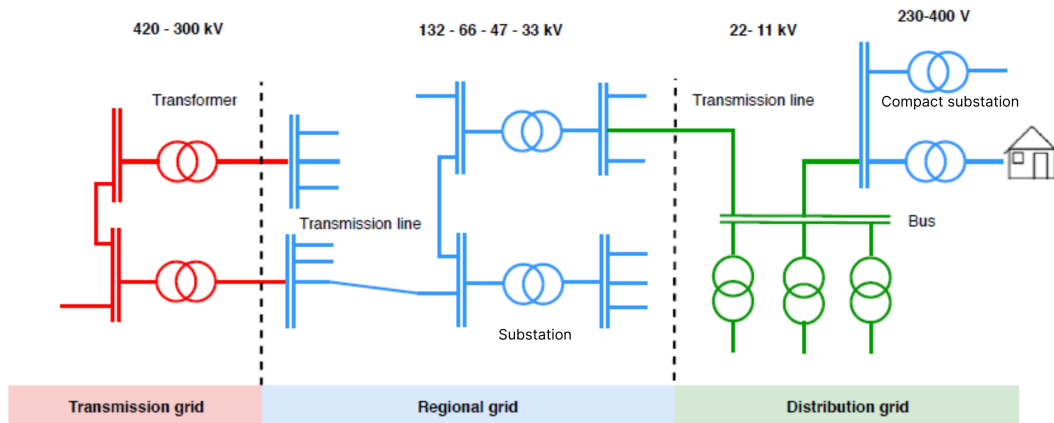 420 - 300 kV
132 - 66 - 47 - 33 kV
22- 11 kV
230-400 V
Transformer
Transmission line
Compact substation
Transmission line
Bus
Substation
Transmission grid
Regional grid
Distribution grid